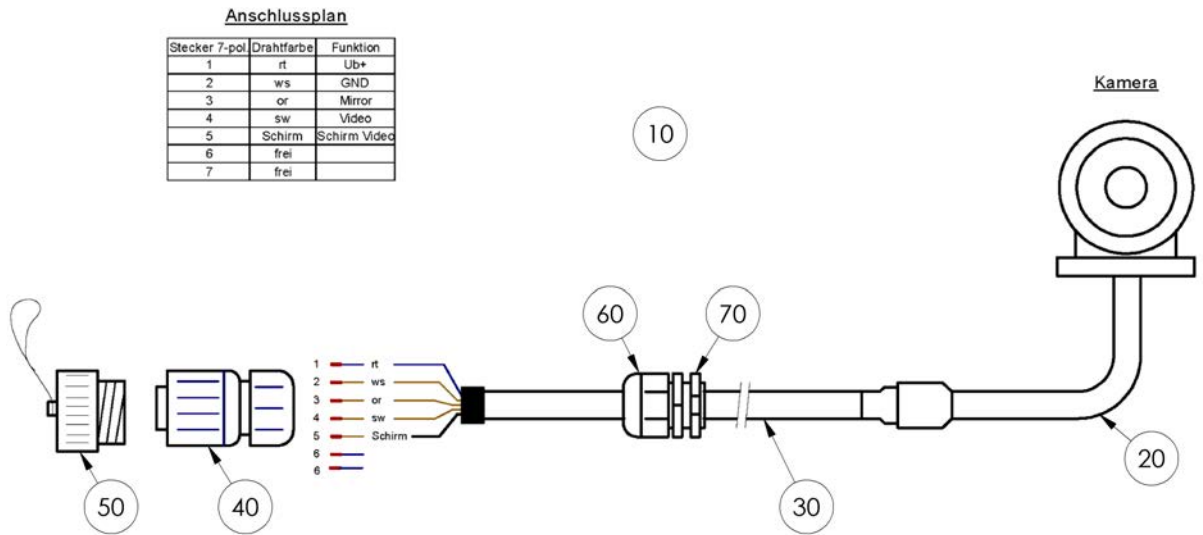 Anschlussplan
Stecker 7-pol. Drahtfarbe Funktion
1 rt Ub+
2 ws GND
3 or Mirror
4 sw Video
5 Schirm Schirm Video
6 frei
7 frei
Kamera
10
60
70
1 rt
2 ws
3 or
4 sw
5 Schirm
6
6
50
40
30
20